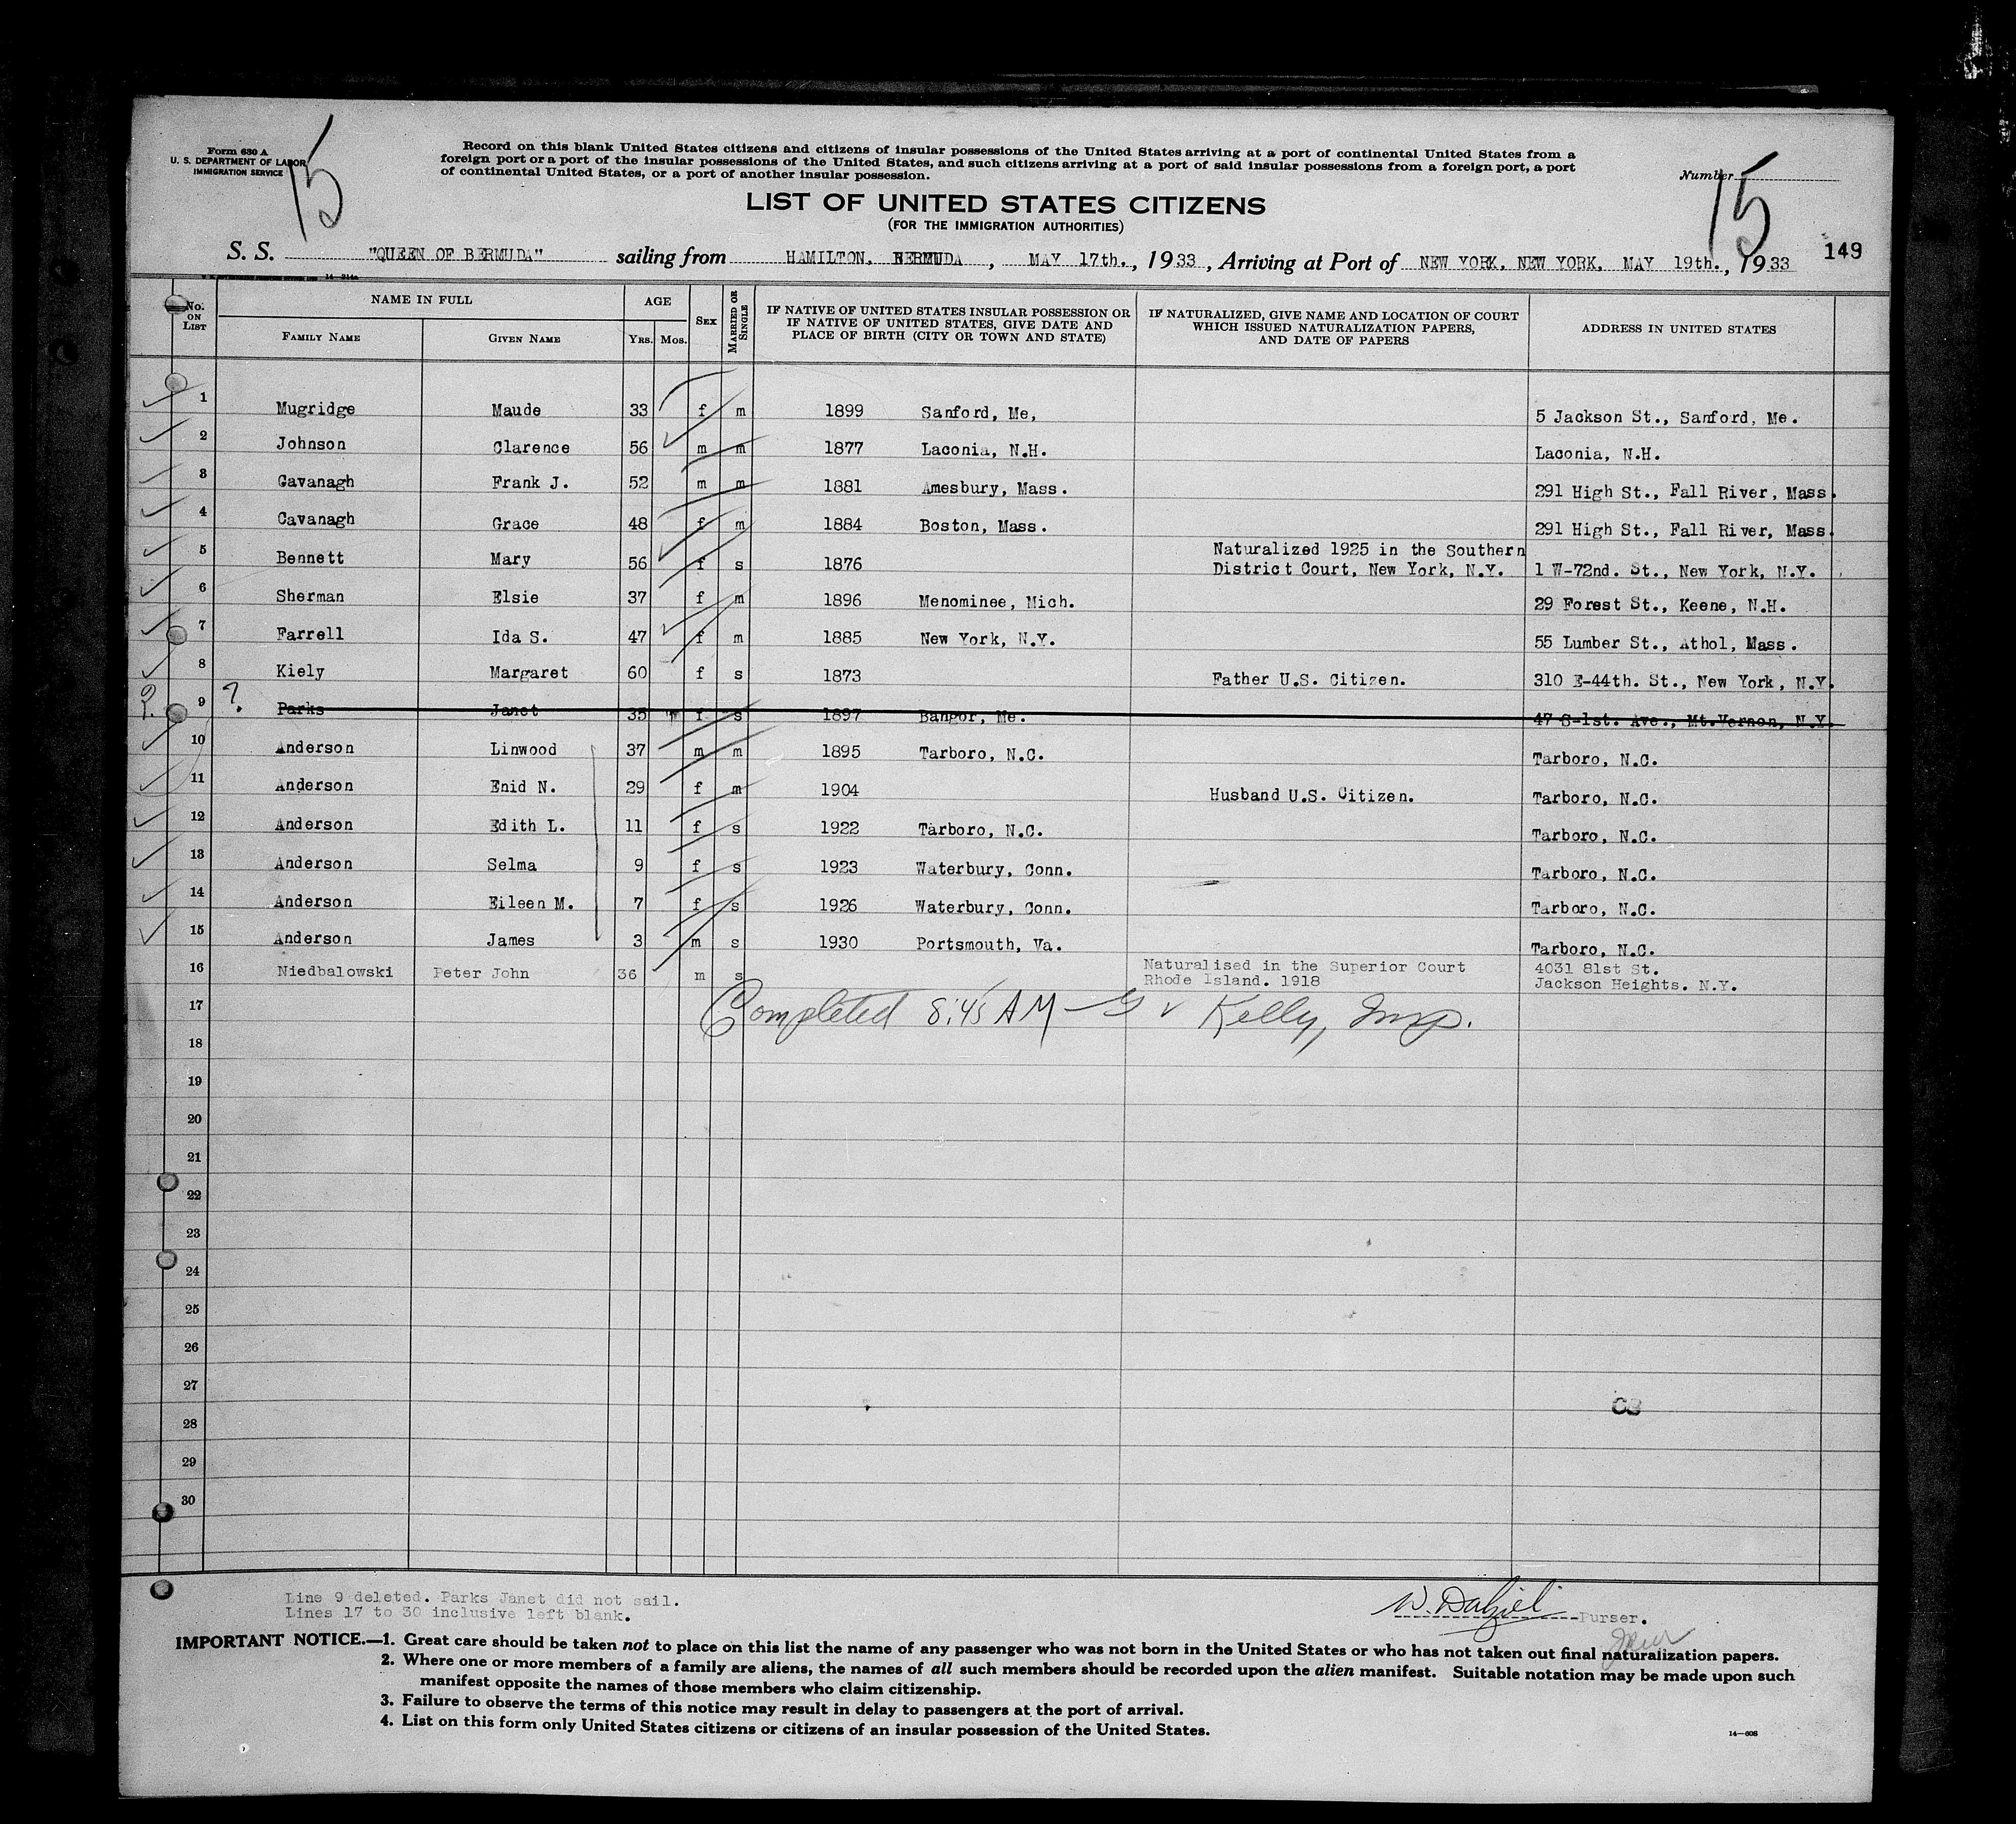 Form 630 A
U. S. DEPARTMENT OF LABOR
IMMIGRATION SERVICE
15
Record on this blank United States citizens and citizens of insular possessions of the United States arriving at a port of continental United States from a
foreign port or a port of the insular possessions of the United States, and such citizens arriving at a port of said insular possessions from a foreign port, a port
of continental United States, or a port of another insular possession.
Number 15
LIST OF UNITED STATES CITIZENS
(FOR THE IMMIGRATION AUTHORITIES)
S. S. "QUEEN OF BERMUDA" sailing from HAMILTON, BERMUDA, MAY 17th., 1933, Arriving at Port of NEW YORK, NEW YORK, MAY 19th., 1933 149
No. ON LIST NAME IN FULL FAMILY NAME GIVEN NAME AGE YRS. MOS. SEX MARRIED OR SINGLE IF NATIVE OF UNITED STATES INSULAR POSSESSION OR IF NATIVE OF UNITED STATES, GIVE DATE AND PLACE OF BIRTH (CITY OR TOWN AND STATE) IF NATURALIZED, GIVE NAME AND LOCATION OF COURT WHICH ISSUED NATURALIZATION PAPERS, AND DATE OF PAPERS ADDRESS IN UNITED STATES
1 Mugridge Maude 33 f m 1899 Sanford, Me, 5 Jackson St., Sanford, Me.
2 Johnson Clarence 56 m m 1877 Laconia, N.H. Laconia, N.H.
3 Cavanagh Frank J. 52 m m 1881 Amesbury, Mass. 291 High St., Fall River, Mass.
4 Cavanagh Grace 48 f m 1884 Boston, Mass. 291 High St., Fall River, Mass.
5 Bennett Mary 56 f s 1876 Naturalized 1925 in the Southern District Court, New York, N.Y. 1 W-72nd. St., New York, N.Y.
6 Sherman Elsie 37 f m 1896 Menominee, Mich. 29 Forest St., Keene, N.H.
7 Farrell Ida S. 47 f m 1885 New York, N.Y. 55 Lumber St., Athol, Mass.
8 Kiely Margaret 60 f s 1873 Father U.S. Citizen. 310 E-44th. St., New York, N.Y.
? 9 ? Parks Janet 35 f s 1897 Bangor, Me. 47 S-1st. Ave., Mt.Vernon, N.Y.
10 Anderson Linwood 37 m m 1895 Tarboro, N.C. Tarboro, N.C.
11 Anderson Enid N. 29 f m 1904 Husband U.S. Citizen. Tarboro, N.C.
12 Anderson Edith L. 11 f s 1922 Tarboro, N.C. Tarboro, N.C.
13 Anderson Selma 9 f s 1923 Waterbury, Conn. Tarboro, N.C.
14 Anderson Eileen M. 7 f s 1926 Waterbury, Conn. Tarboro, N.C.
15 Anderson James 3 m s 1930 Portsmouth, Va. Tarboro, N.C.
16 Niedbalowski Peter John 36 m s Naturalised in the Superior Court Rhode Island. 1918 4031 81st St. Jackson Heights. N.Y.
17 Completed 8:45 AM Kelly, Insp.
18
19
20
21
22
23
24
25
26
27
28
29
30
Line 9 deleted. Parks Janet did not sail.
Lines 17 to 30 inclusive left blank.
W. Dalziel Purser.
IMPORTANT NOTICE.—1. Great care should be taken not to place on this list the name of any passenger who was not born in the United States or who has not taken out final naturalization papers.
2. Where one or more members of a family are aliens, the names of all such members should be recorded upon the alien manifest. Suitable notation may be made upon such
manifest opposite the names of those members who claim citizenship.
3. Failure to observe the terms of this notice may result in delay to passengers at the port of arrival.
4. List on this form only United States citizens or citizens of an insular possession of the United States.
14—608